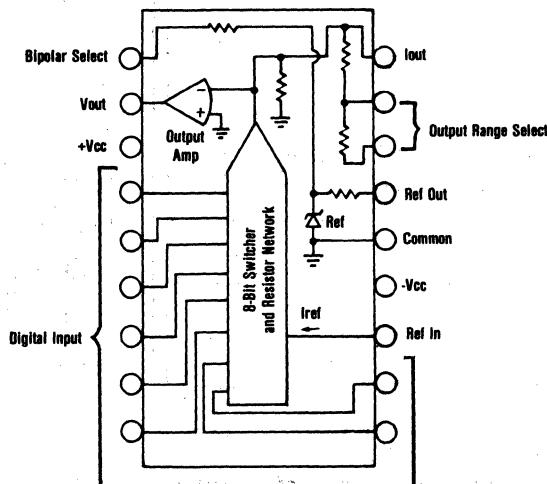 Bipolar Select
Iout
Vout
−
+
Output
Amp
Output Range Select
+Vcc
Ref Out
Ref
Common
8-Bit Switcher
and Resistor Network
-Vcc
Iref
Digital Input
Ref In